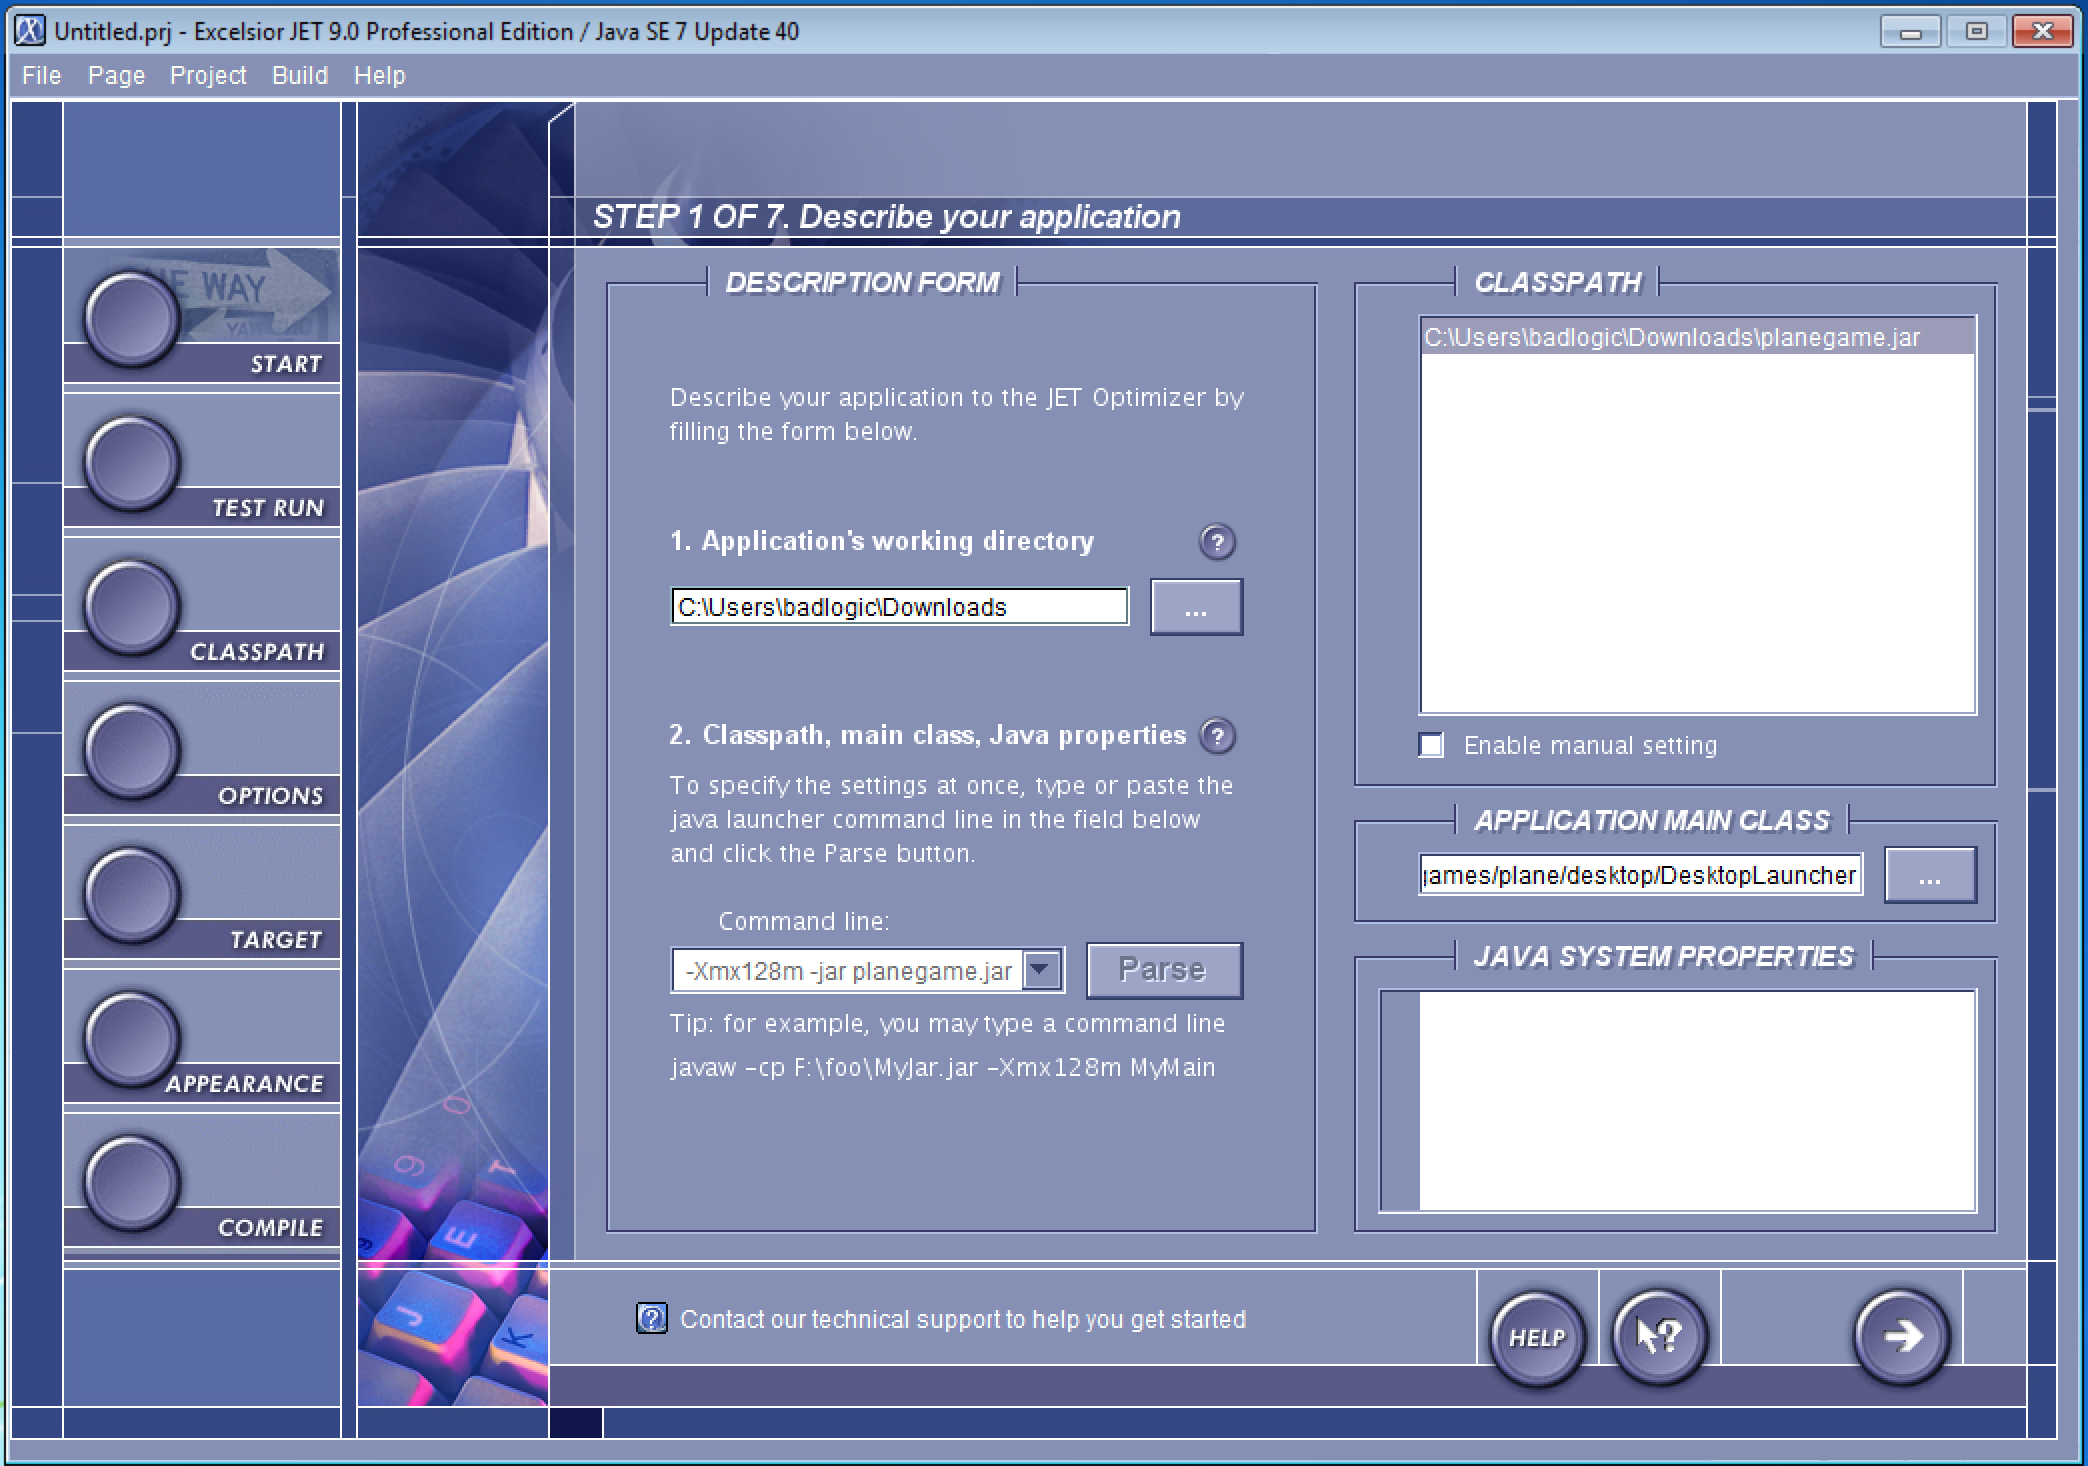 Untitled.prj - Excelsior JET 9.0 Professional Edition / Java SE 7 Update 40
File Page Project Build Help
STEP 1 OF 7. Describe your application
WAY
START
TEST RUN
CLASSPATH
OPTIONS
TARGET
APPEARANCE
COMPILE
DESCRIPTION FORM
Describe your application to the JET Optimizer by
filling the form below.
1. Application's working directory
?
C:\Users\badlogic\Downloads
...
2. Classpath, main class, Java properties
?
To specify the settings at once, type or paste the
java launcher command line in the field below
and click the Parse button.
Command line:
-Xmx128m -jar planegame.jar
Parse
Tip: for example, you may type a command line
javaw -cp F:\foo\MyJar.jar -Xmx128m MyMain
CLASSPATH
C:\Users\badlogic\Downloads\planegame.jar
Enable manual setting
APPLICATION MAIN CLASS
games/plane/desktop/DesktopLauncher
...
JAVA SYSTEM PROPERTIES
0
6
T
E
J
K
? Contact our technical support to help you get started
HELP
?